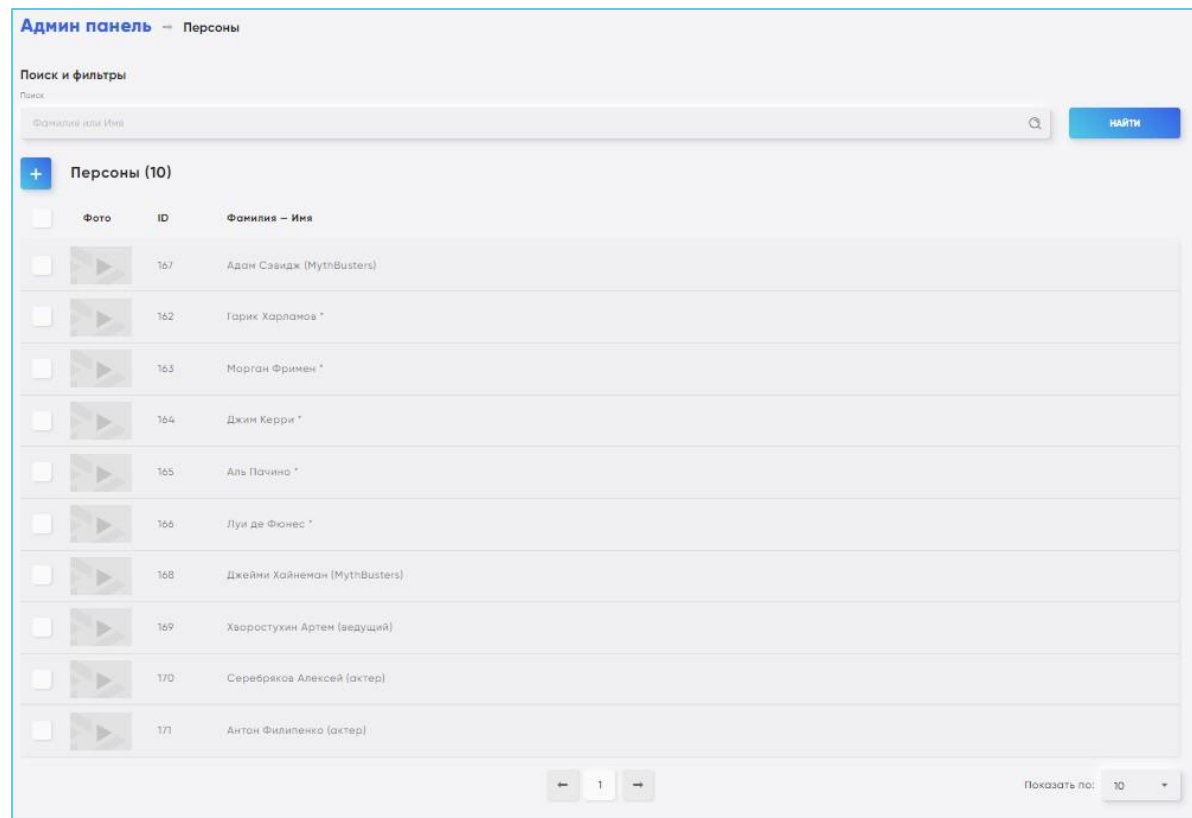 Админ панель → Персоны
Поиск и фильтры
Поиск
Фамилия или Имя
НАЙТИ
+ Персоны (10)
Фото ID Фамилия — Имя
167 Адам Сэвидж (MythBusters)
162 Гарик Харламов *
163 Морган Фримен *
164 Джим Керри *
165 Аль Пачино *
166 Луи де Фюнес *
168 Джейми Хайнеман (MythBusters)
169 Хворостухин Артем (ведущий)
170 Серебряков Алексей (актер)
171 Антон Филипенко (актер)
← 1 →
Показать по: 10